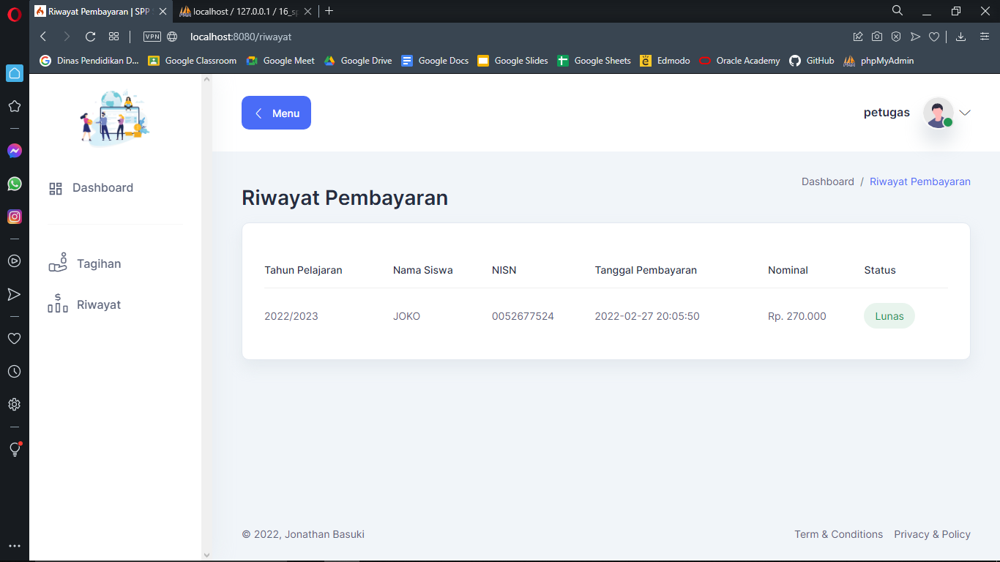 Riwayat Pembayaran | SPP
localhost / 127.0.0.1 / 16_sp
VPN
localhost:8080/riwayat
Dinas Pendidikan D... Google Classroom Google Meet Google Drive Google Docs Google Slides Google Sheets Edmodo Oracle Academy GitHub phpMyAdmin
Menu
petugas
Dashboard
Tagihan
Riwayat
Dashboard / Riwayat Pembayaran
Riwayat Pembayaran
Tahun Pelajaran Nama Siswa NISN Tanggal Pembayaran Nominal Status
2022/2023 JOKO 0052677524 2022-02-27 20:05:50 Rp. 270.000 Lunas
© 2022, Jonathan Basuki
Term & Conditions Privacy & Policy